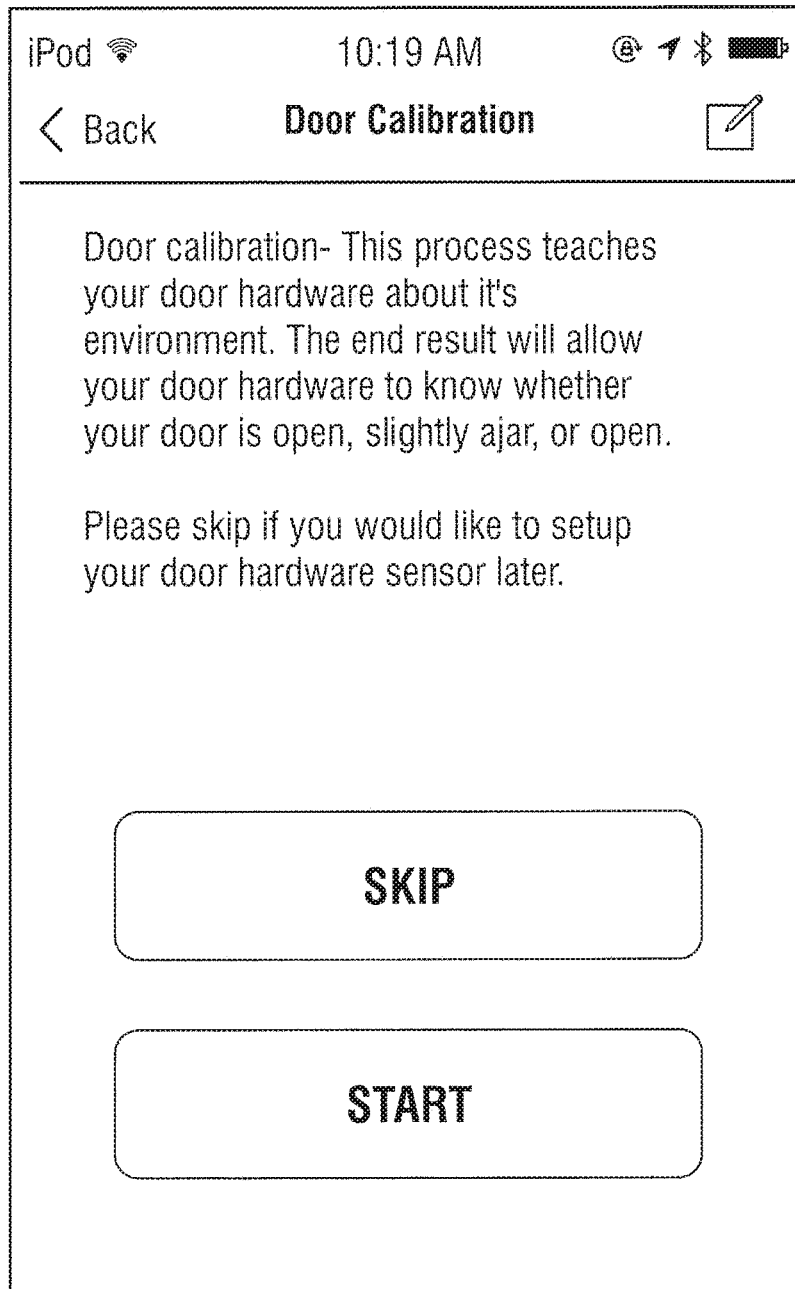 iPod 10:19 AM
Back Door Calibration
Door calibration- This process teaches
your door hardware about it's
environment. The end result will allow
your door hardware to know whether
your door is open, slightly ajar, or open.
Please skip if you would like to setup
your door hardware sensor later.
SKIP
START